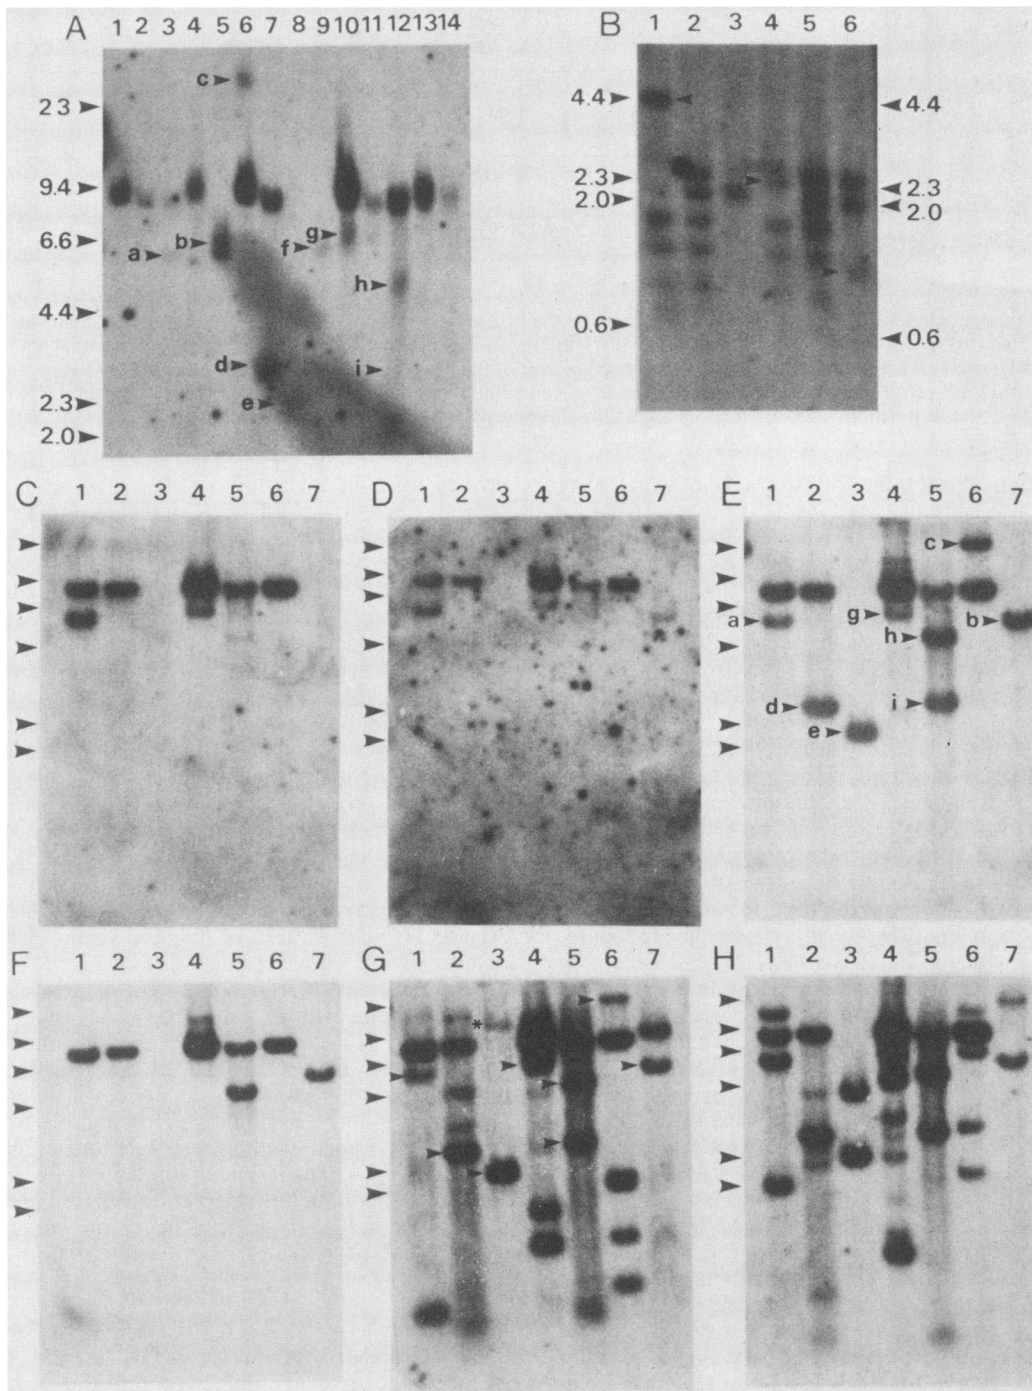 A 1 2 3 4 5 6 7 8 9 10 11 12 13 14
23
9.4
6.6
4.4
2.3
2.0
c
a
b
f
g
h
d
i
e
B 1 2 3 4 5 6
4.4
2.3
2.0
0.6
4.4
2.3
2.0
0.6
C 1 2 3 4 5 6 7
D 1 2 3 4 5 6 7
E 1 2 3 4 5 6 7
c
a
g
b
h
d
i
e
F 1 2 3 4 5 6 7
G 1 2 3 4 5 6 7
*
H 1 2 3 4 5 6 7